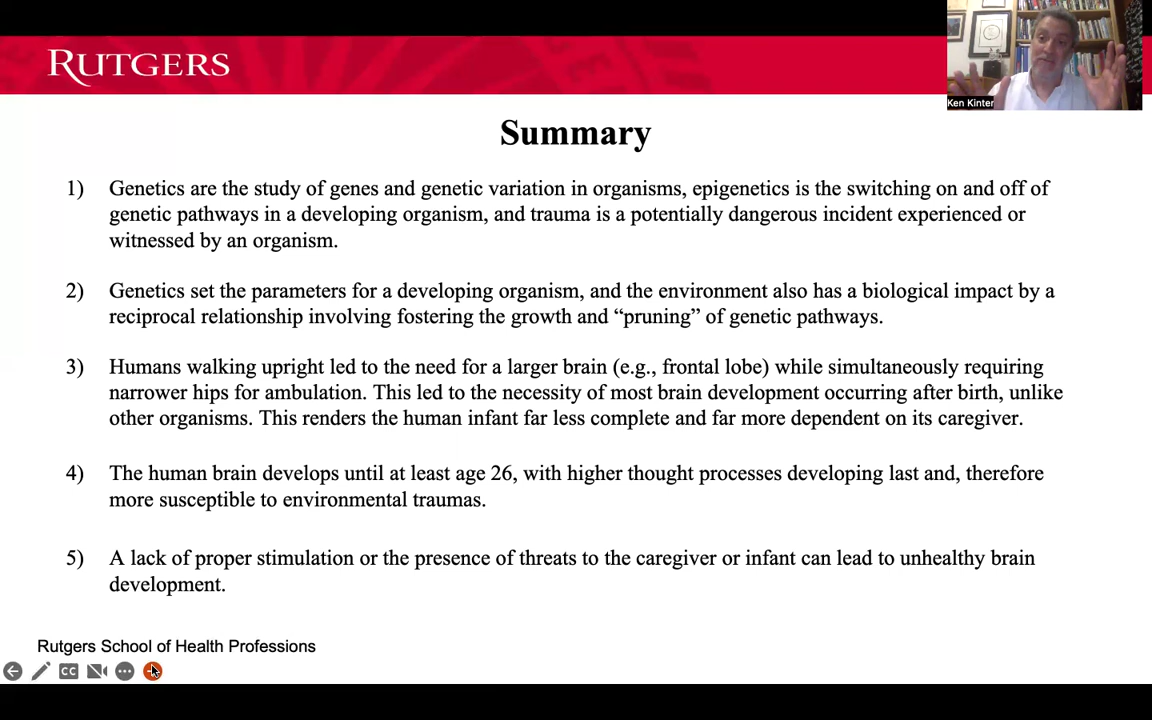 RUTGERS
Ken Kinter
Summary
1) Genetics are the study of genes and genetic variation in organisms, epigenetics is the switching on and off of
genetic pathways in a developing organism, and trauma is a potentially dangerous incident experienced or
witnessed by an organism.
2) Genetics set the parameters for a developing organism, and the environment also has a biological impact by a
reciprocal relationship involving fostering the growth and “pruning” of genetic pathways.
3) Humans walking upright led to the need for a larger brain (e.g., frontal lobe) while simultaneously requiring
narrower hips for ambulation. This led to the necessity of most brain development occurring after birth, unlike
other organisms. This renders the human infant far less complete and far more dependent on its caregiver.
4) The human brain develops until at least age 26, with higher thought processes developing last and, therefore
more susceptible to environmental traumas.
5) A lack of proper stimulation or the presence of threats to the caregiver or infant can lead to unhealthy brain
development.
Rutgers School of Health Professions
CC